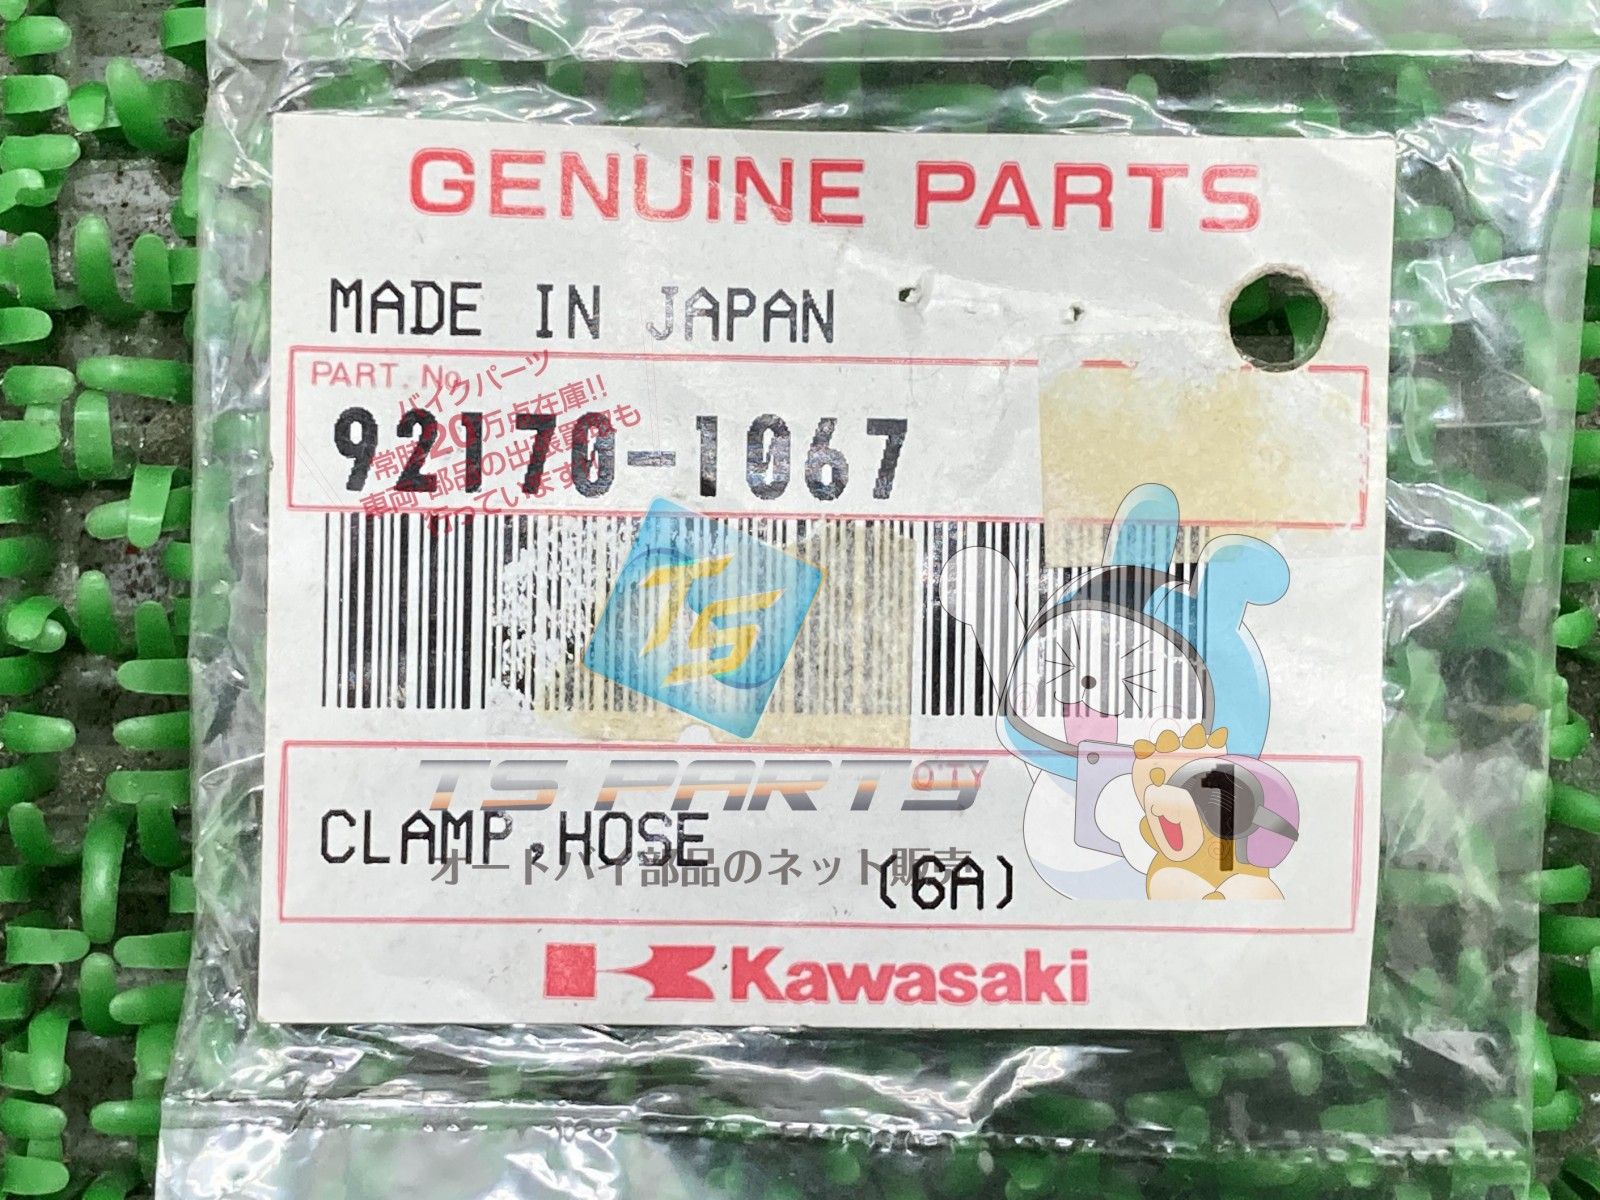 GENUINE PARTS
MADE IN JAPAN
PART. No.
92170-1067
バイクパーツ
常時20万点在庫!!
車両・部品の出張買取も
行っています!!
TS
TS PARTS
Q'TY
1
CLAMP,HOSE
オートバイ部品のネット販売
(6A)
Kawasaki